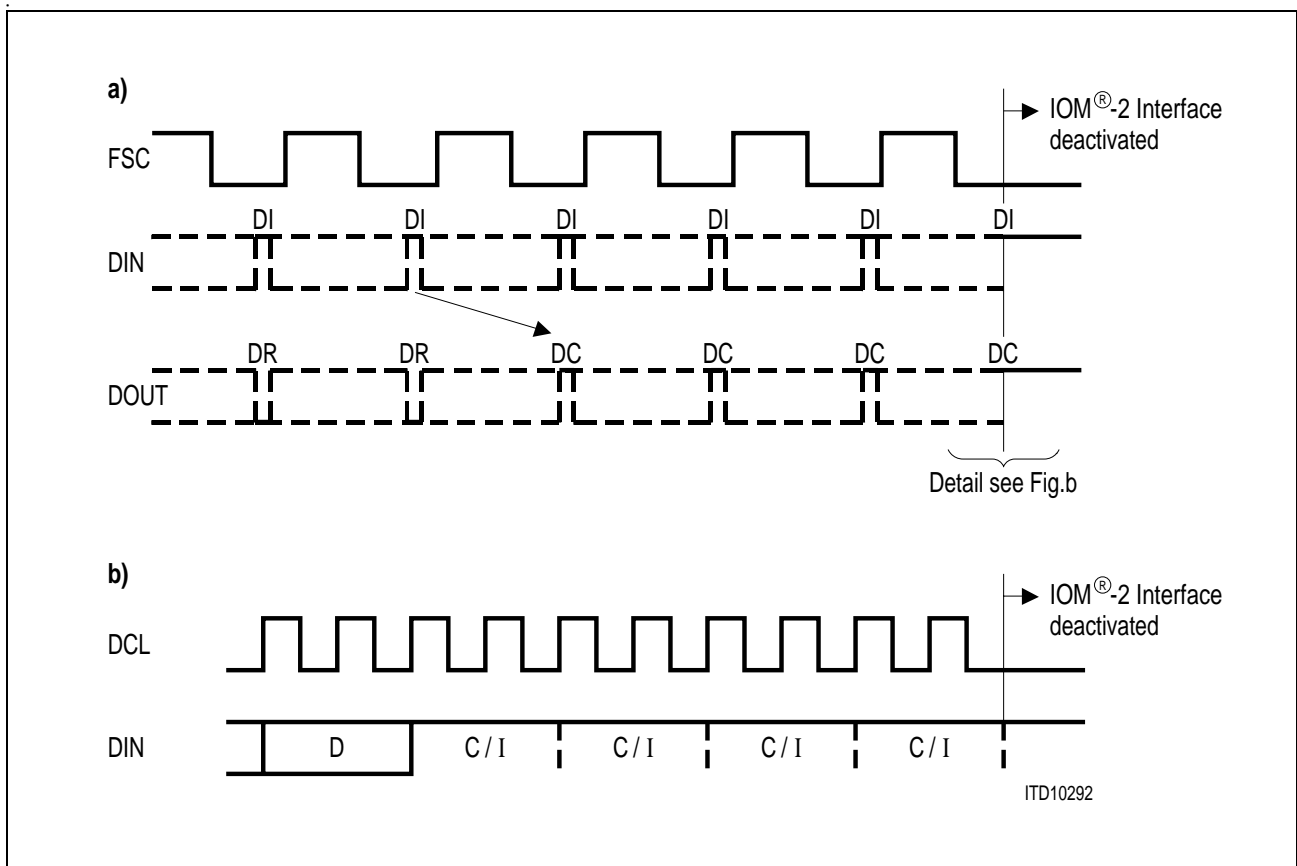 a)
IOM®-2 Interface
deactivated
FSC
DI DI DI DI DI DI
DIN
DR DR DC DC DC DC
DOUT
Detail see Fig.b
b)
IOM®-2 Interface
deactivated
DCL
DIN D C / I C / I C / I C / I
ITD10292